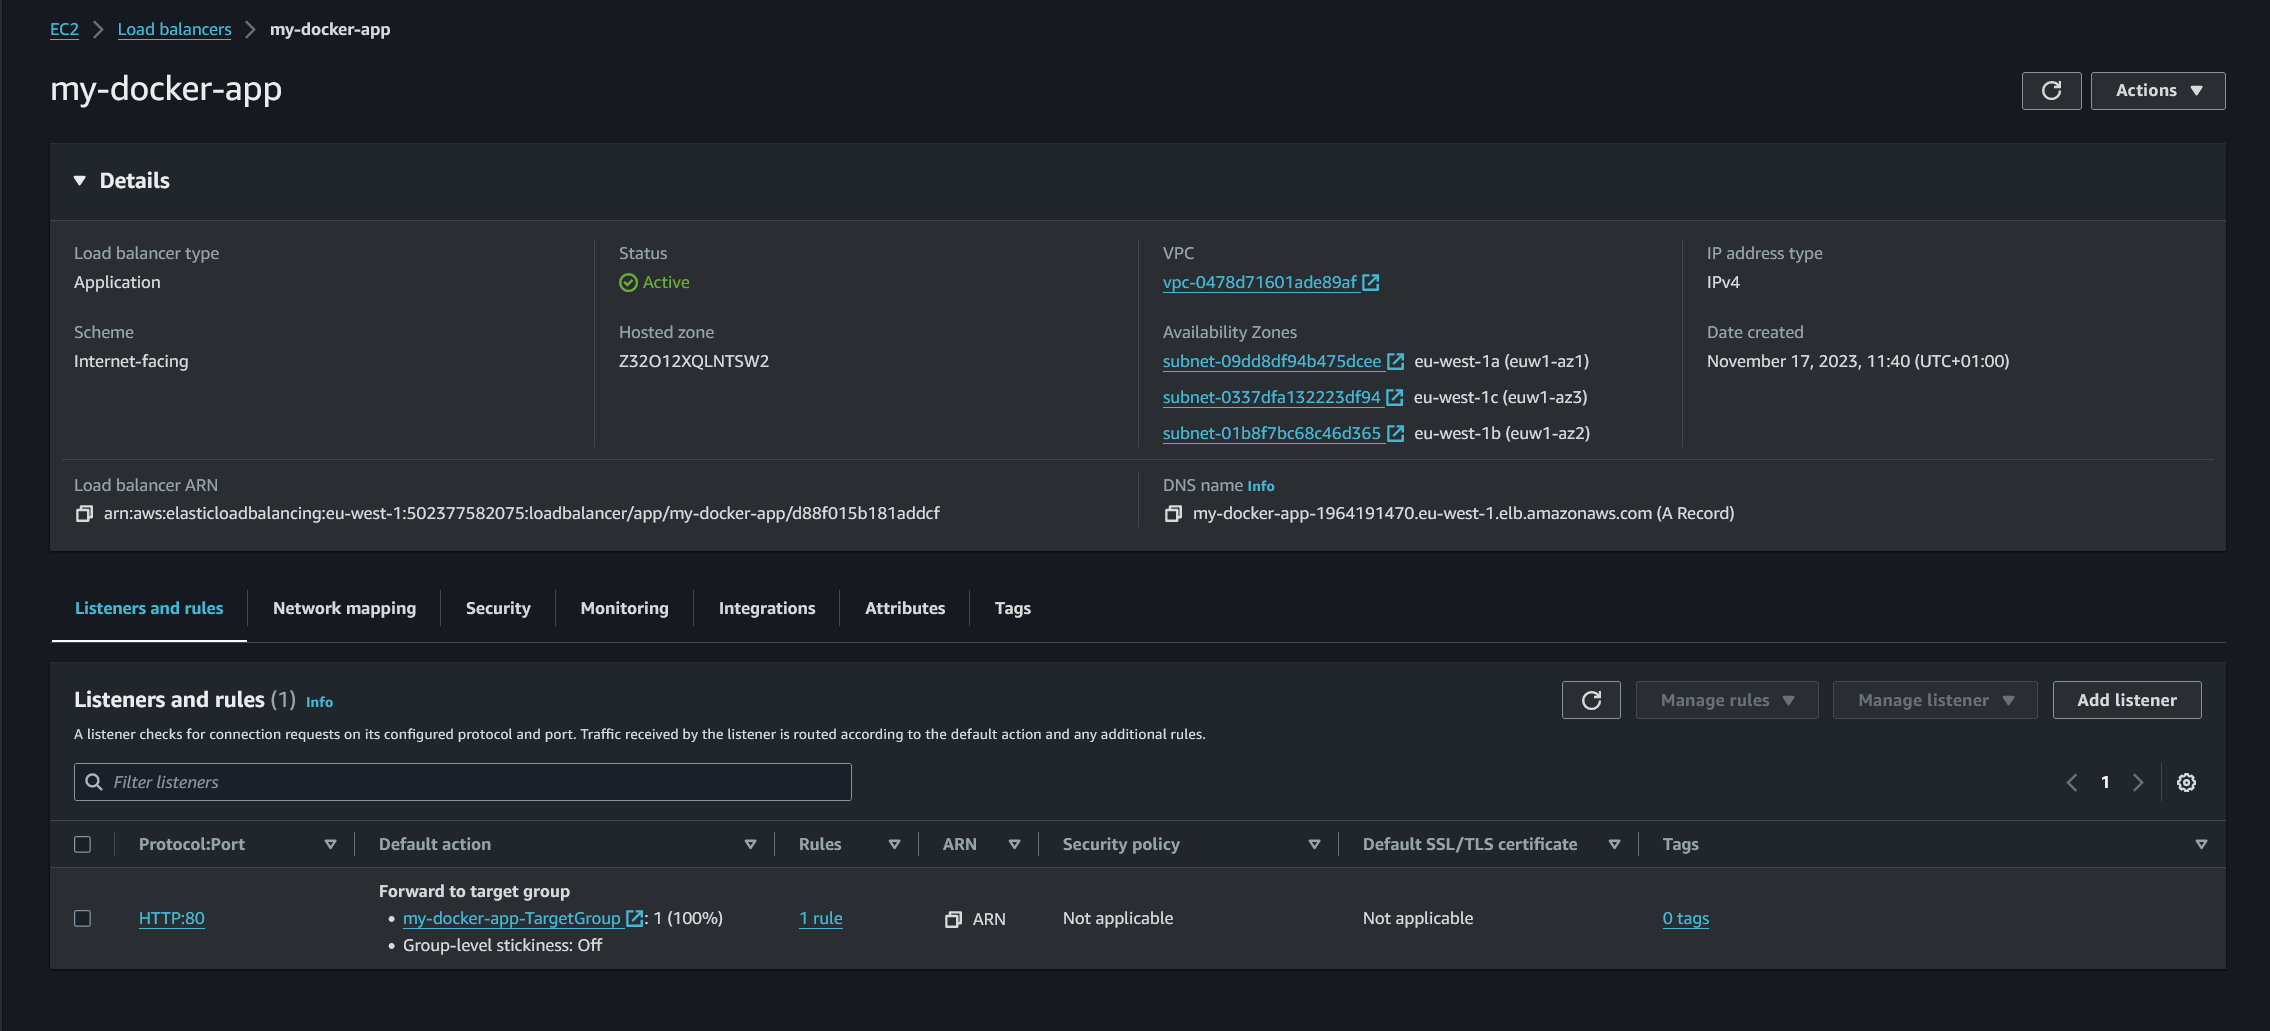 EC2 > Load balancers > my-docker-app
my-docker-app
Actions
Details
Load balancer type
Application
Status
Active
VPC
vpc-0478d71601ade89af
IP address type
IPv4
Scheme
Internet-facing
Hosted zone
Z32O12XQLNTSW2
Availability Zones
subnet-09dd8df94b475dcee eu-west-1a (euw1-az1)
subnet-0337dfa132223df94 eu-west-1c (euw1-az3)
subnet-01b8f7bc68c46d365 eu-west-1b (euw1-az2)
Date created
November 17, 2023, 11:40 (UTC+01:00)
Load balancer ARN
arn:aws:elasticloadbalancing:eu-west-1:502377582075:loadbalancer/app/my-docker-app/d88f015b181addcf
DNS name Info
my-docker-app-1964191470.eu-west-1.elb.amazonaws.com (A Record)
Listeners and rules Network mapping Security Monitoring Integrations Attributes Tags
Listeners and rules (1) Info
Manage rules Manage listener Add listener
A listener checks for connection requests on its configured protocol and port. Traffic received by the listener is routed according to the default action and any additional rules.
Filter listeners
1
Protocol:Port Default action Rules ARN Security policy Default SSL/TLS certificate Tags
Forward to target group
HTTP:80 • my-docker-app-TargetGroup : 1 (100%) 1 rule ARN Not applicable Not applicable 0 tags
• Group-level stickiness: Off